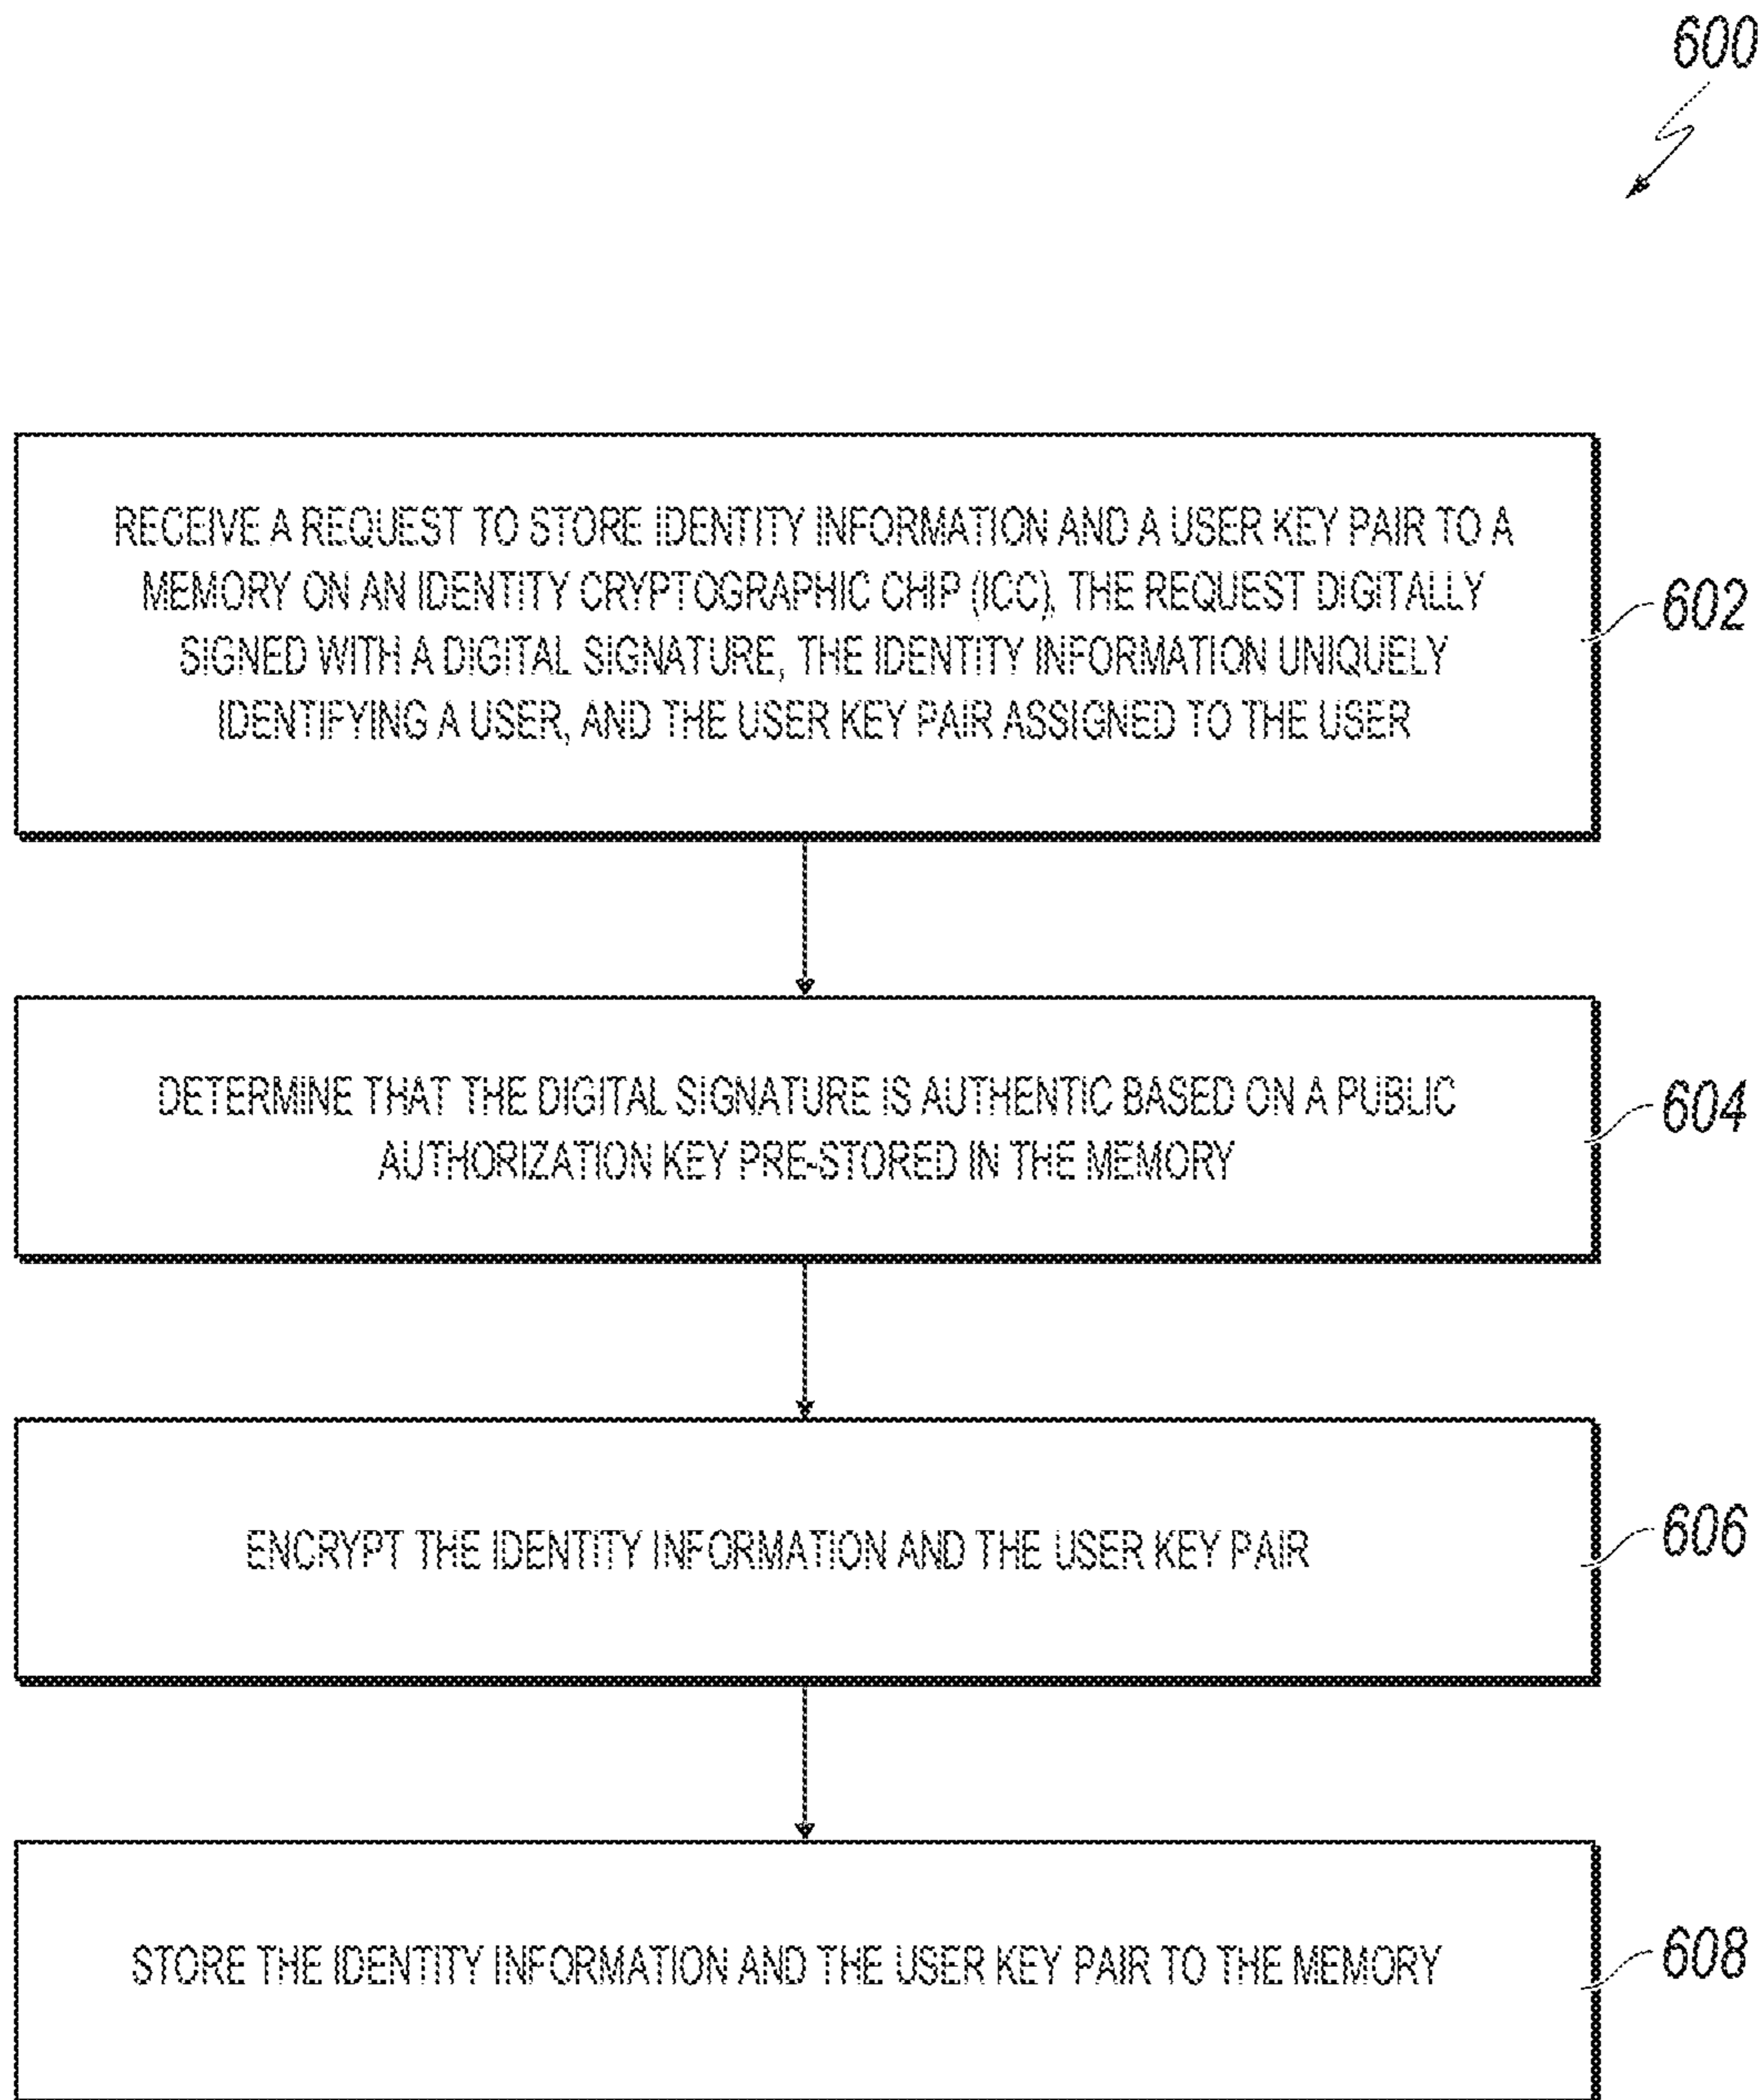 600
RECEIVE A REQUEST TO STORE IDENTITY INFORMATION AND A USER KEY PAIR TO A
MEMORY ON AN IDENTITY CRYPTOGRAPHIC CHIP (ICC), THE REQUEST DIGITALLY
SIGNED WITH A DIGITAL SIGNATURE, THE IDENTITY INFORMATION UNIQUELY
IDENTIFYING A USER, AND THE USER KEY PAIR ASSIGNED TO THE USER
602
DETERMINE THAT THE DIGITAL SIGNATURE IS AUTHENTIC BASED ON A PUBLIC
AUTHORIZATION KEY PRE-STORED IN THE MEMORY
604
ENCRYPT THE IDENTITY INFORMATION AND THE USER KEY PAIR
606
STORE THE IDENTITY INFORMATION AND THE USER KEY PAIR TO THE MEMORY
608